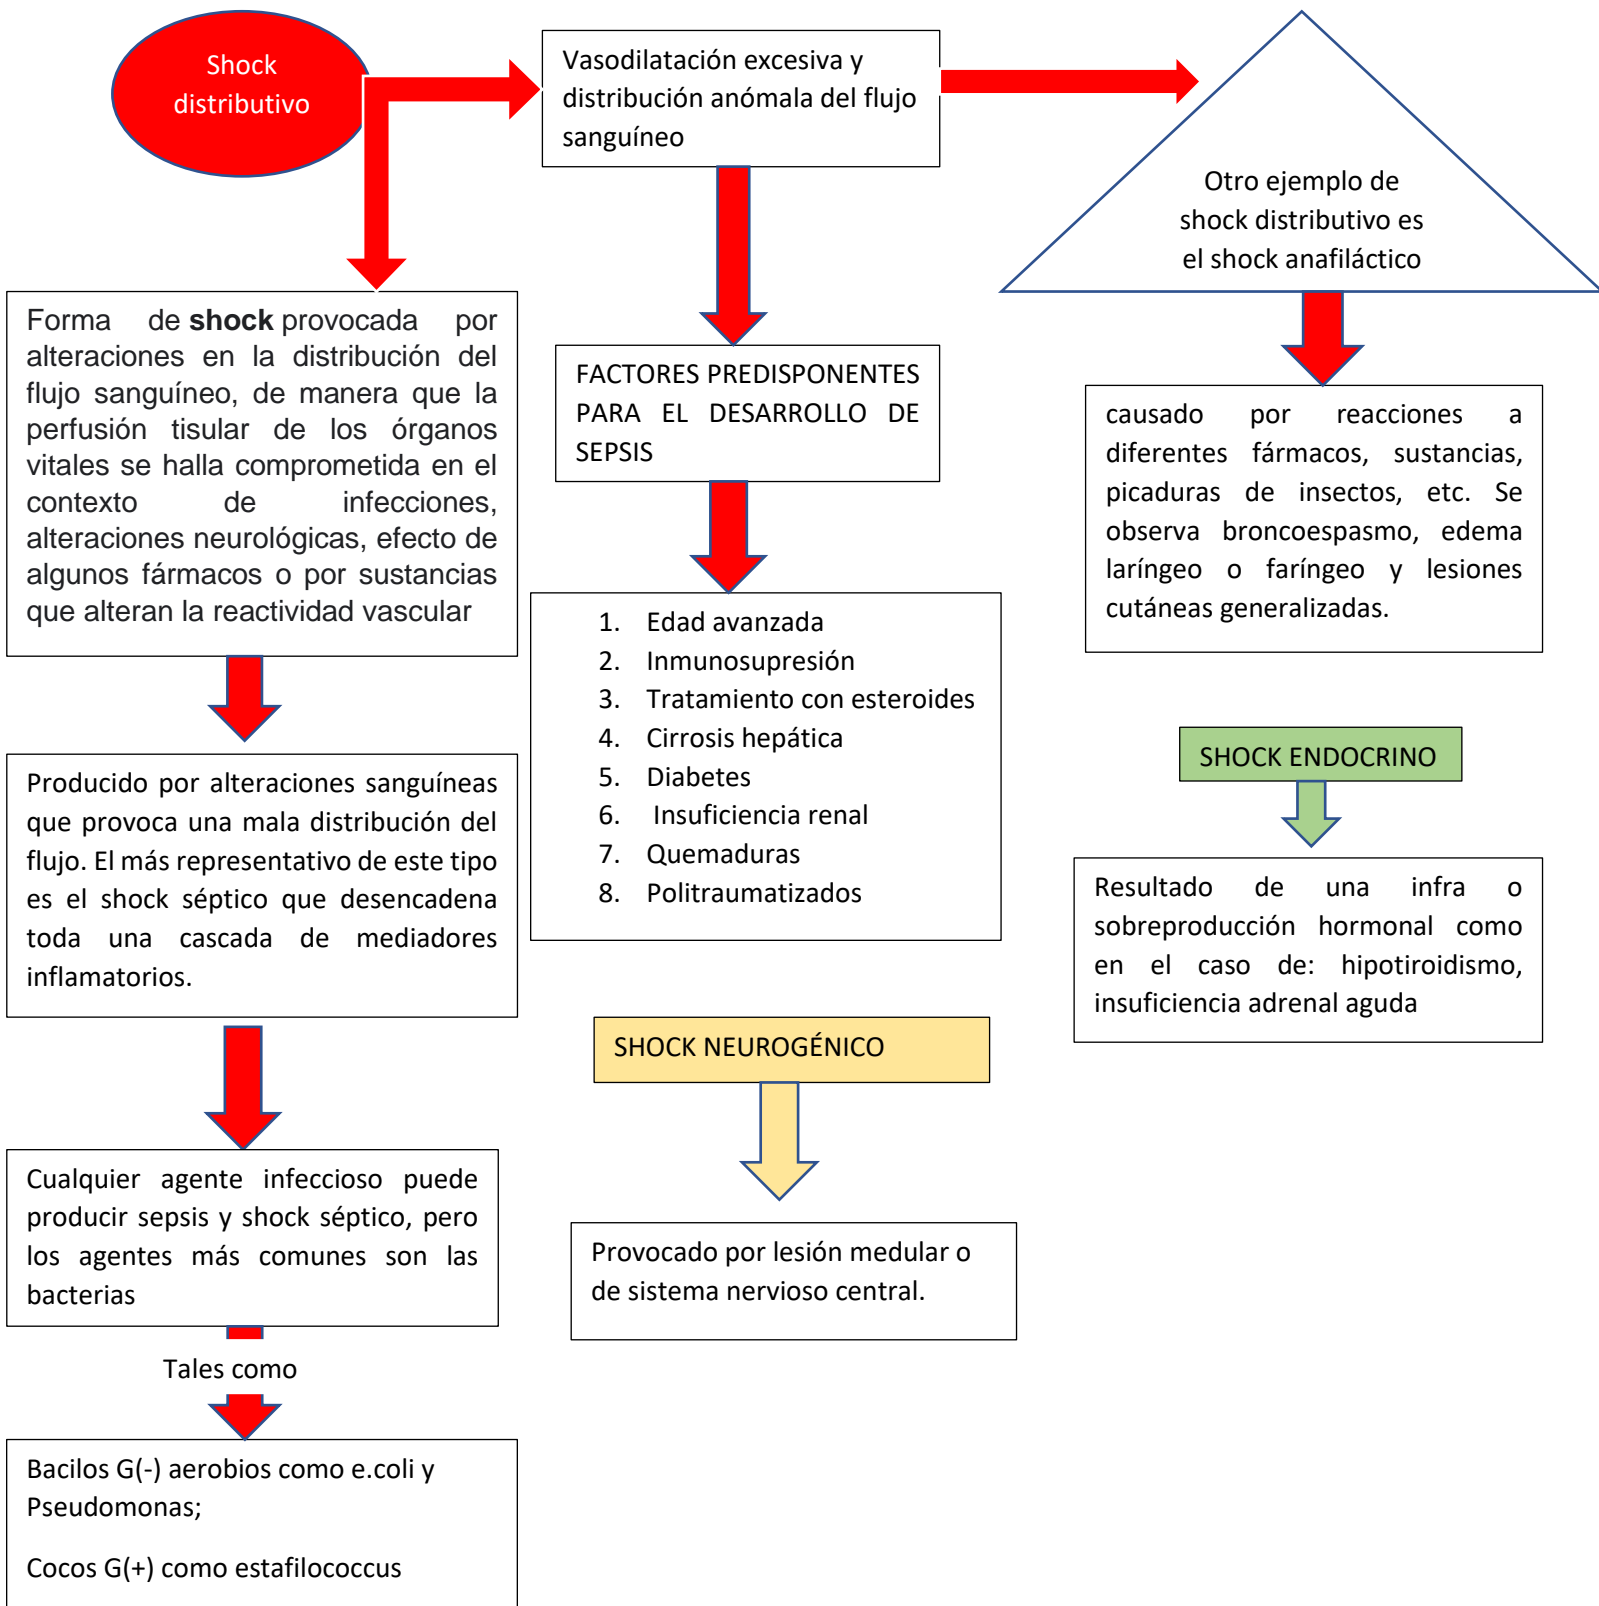 Shock
distributivo
Vasodilatación excesiva y
distribución anómala del flujo
sanguíneo
Otro ejemplo de
shock distributivo es
el shock anafiláctico
Forma de shock provocada por
alteraciones en la distribución del
flujo sanguíneo, de manera que la
perfusión tisular de los órganos
vitales se halla comprometida en el
contexto de infecciones,
alteraciones neurológicas, efecto de
algunos fármacos o por sustancias
que alteran la reactividad vascular
FACTORES PREDISPONENTES
PARA EL DESARROLLO DE
SEPSIS
causado por reacciones a
diferentes fármacos, sustancias,
picaduras de insectos, etc. Se
observa broncoespasmo, edema
laríngeo o faríngeo y lesiones
cutáneas generalizadas.
1. Edad avanzada
2. Inmunosupresión
3. Tratamiento con esteroides
4. Cirrosis hepática
5. Diabetes
6. Insuficiencia renal
7. Quemaduras
8. Politraumatizados
SHOCK ENDOCRINO
Producido por alteraciones sanguíneas
que provoca una mala distribución del
flujo. El más representativo de este tipo
es el shock séptico que desencadena
toda una cascada de mediadores
inflamatorios.
Resultado de una infra o
sobreproducción hormonal como
en el caso de: hipotiroidismo,
insuficiencia adrenal aguda
SHOCK NEUROGÉNICO
Cualquier agente infeccioso puede
producir sepsis y shock séptico, pero
los agentes más comunes son las
bacterias
Provocado por lesión medular o
de sistema nervioso central.
Tales como
Bacilos G(-) aerobios como e.coli y
Pseudomonas;
Cocos G(+) como estafilococcus